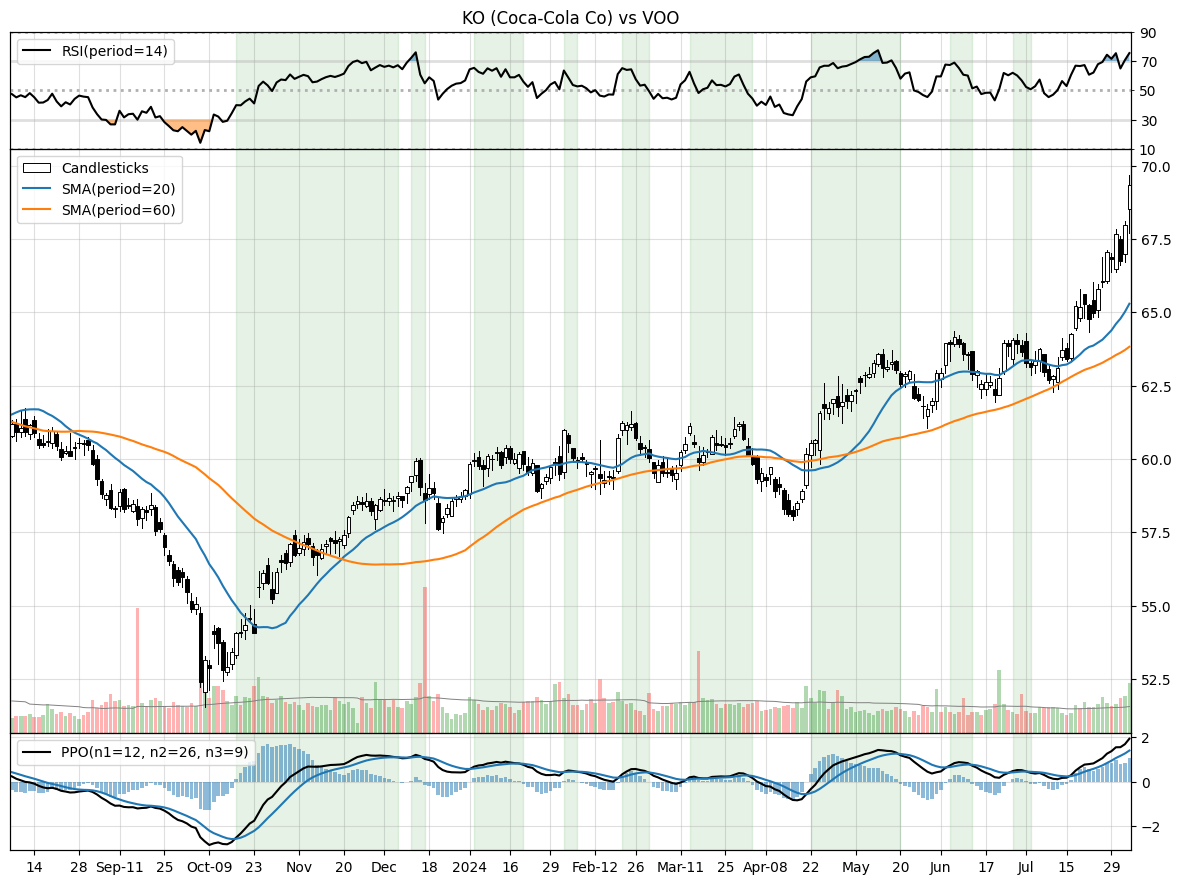 KO (Coca-Cola Co) vs VOO
RSI(period=14)
90
70
50
30
10
Candlesticks
SMA(period=20)
SMA(period=60)
70.0
67.5
65.0
62.5
60.0
57.5
55.0
52.5
PPO(n1=12, n2=26, n3=9)
2
0
−2
14 28 Sep-11 25 Oct-09 23 Nov 20 Dec 18 2024 16 29 Feb-12 26 Mar-11 25 Apr-08 22 May 20 Jun 17 Jul 15 29